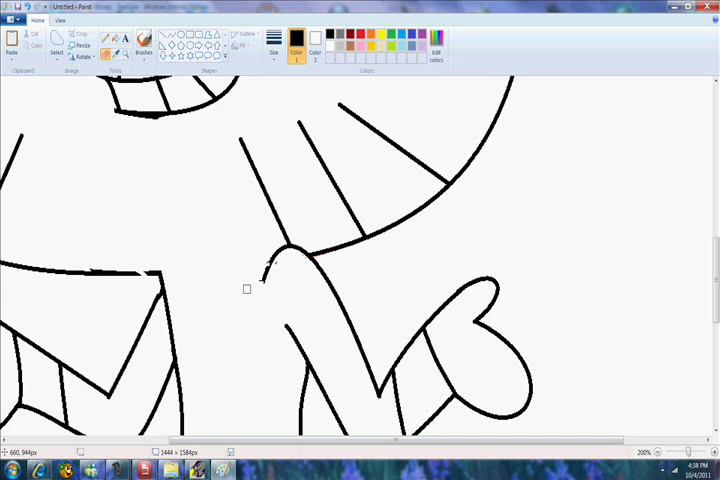 Untitled - Paint
Home View
Paste
Cut
Copy
Clipboard
Select
Crop
Resize
Rotate
Image
A
Tools
Brushes
Outline
Fill
Shapes
Size
Color 1
Color 2
Edit colors
Colors
660, 944px
1444 × 1584px
200%
4:38 PM
10/4/2011